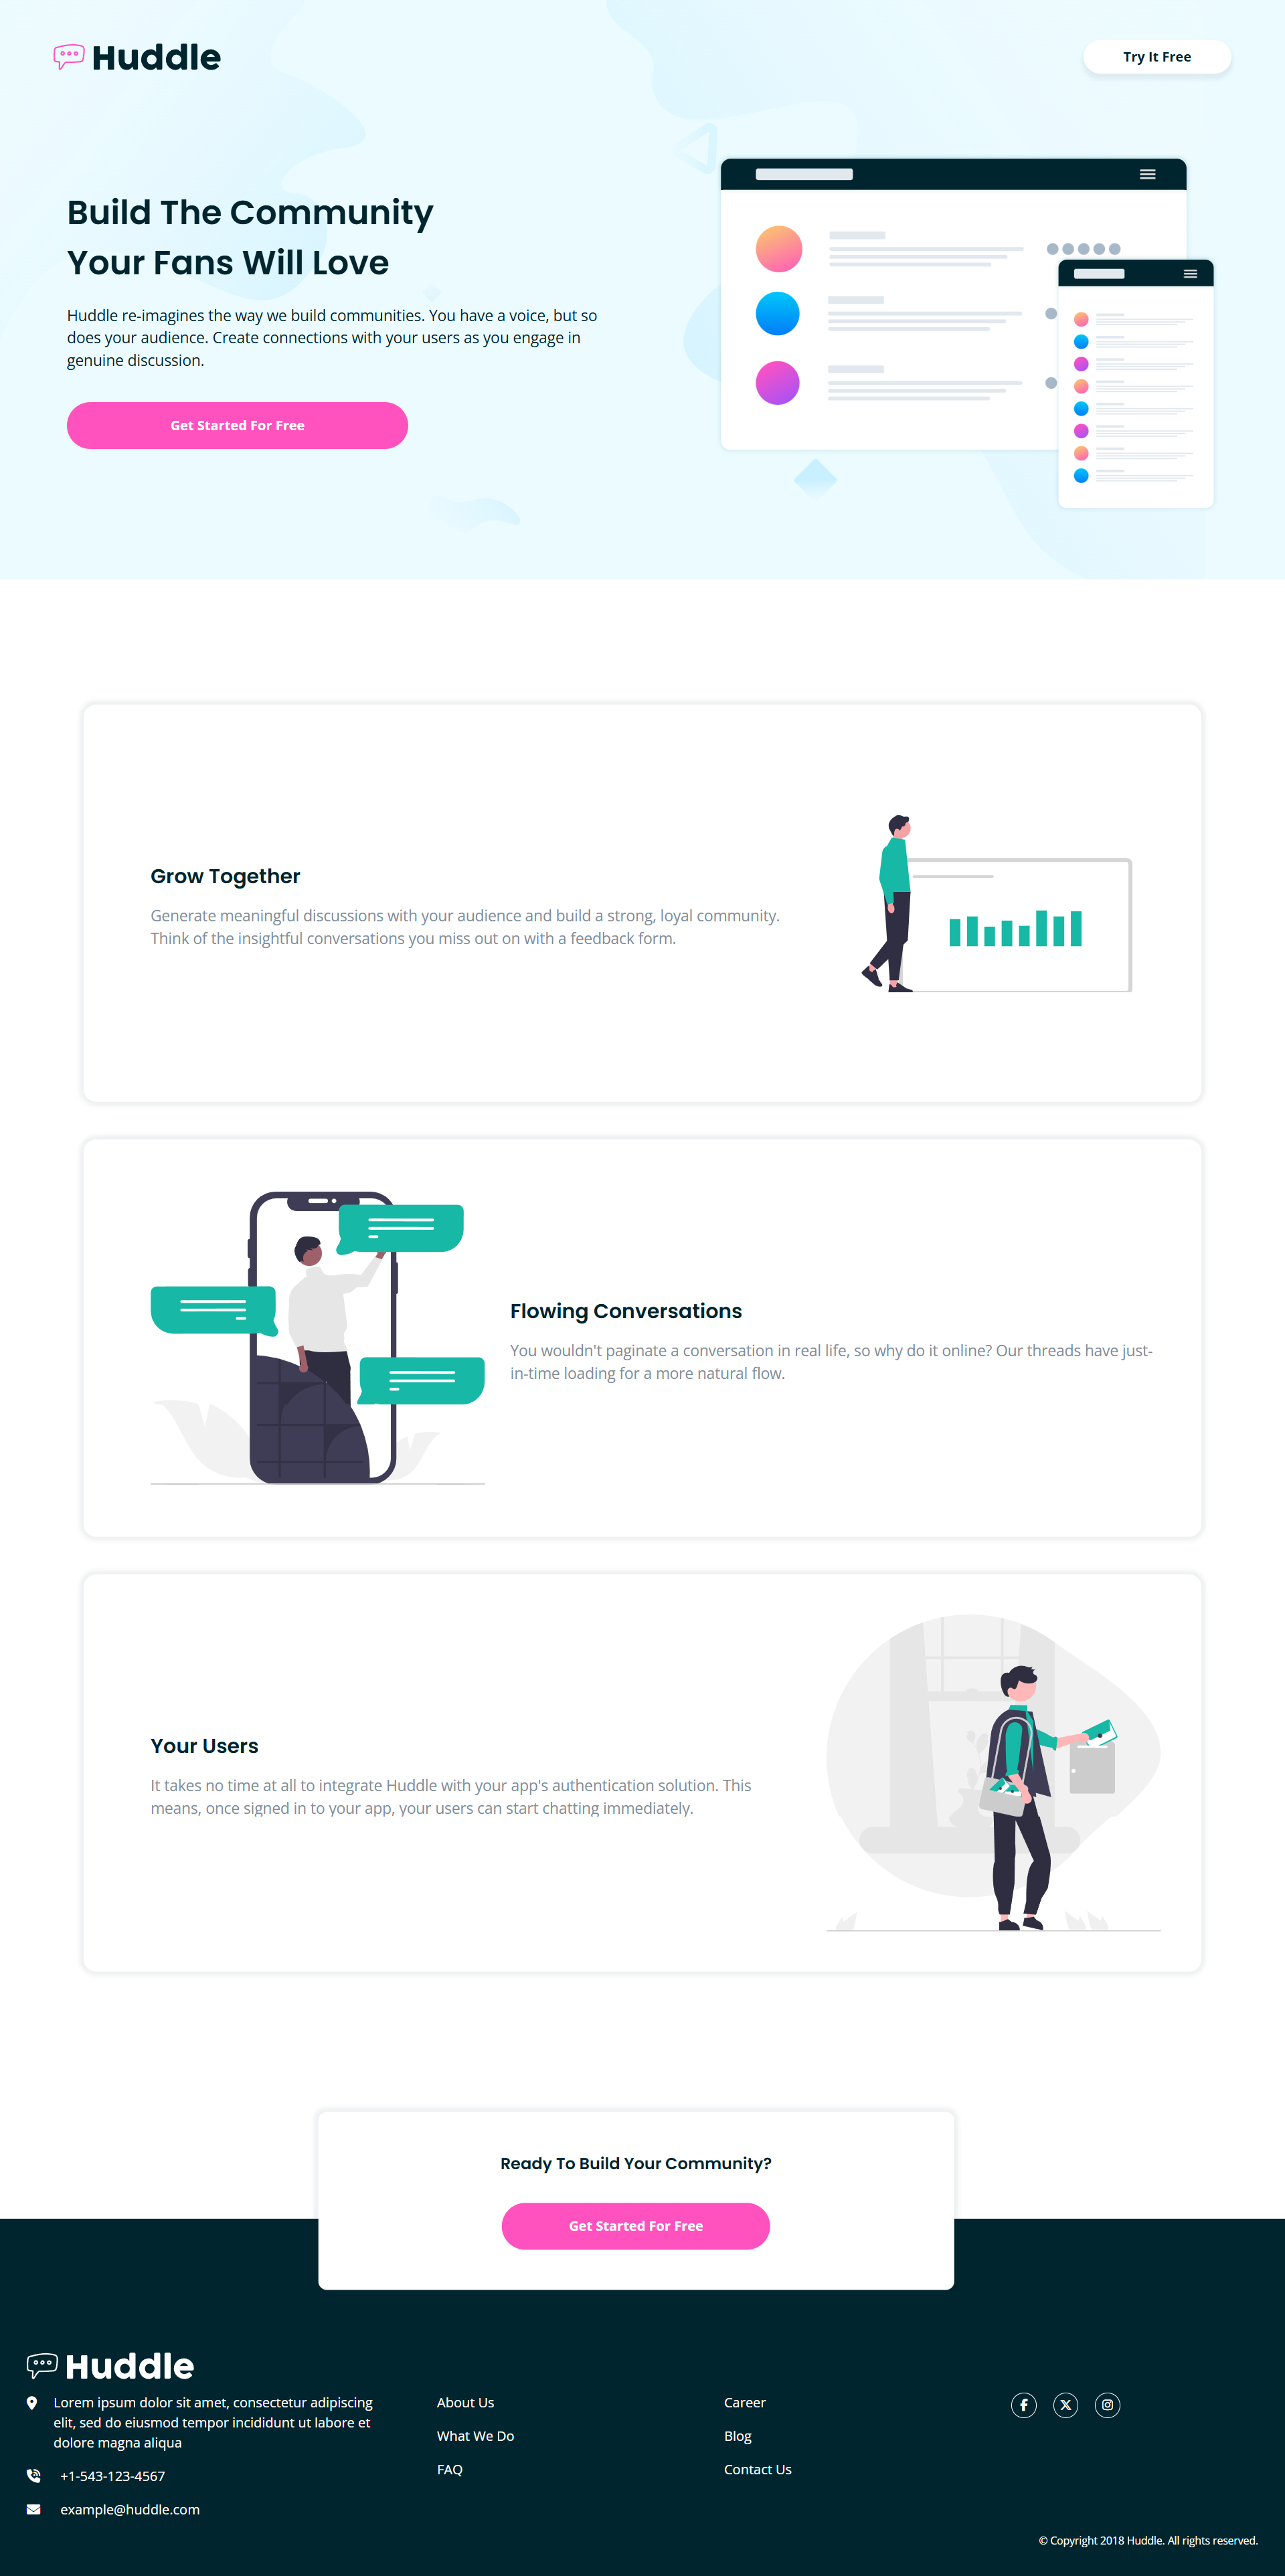 Huddle
Try It Free
Build The Community
Your Fans Will Love
Huddle re-imagines the way we build communities. You have a voice, but so
does your audience. Create connections with your users as you engage in
genuine discussion.
Get Started For Free
Grow Together
Generate meaningful discussions with your audience and build a strong, loyal community.
Think of the insightful conversations you miss out on with a feedback form.
Flowing Conversations
You wouldn't paginate a conversation in real life, so why do it online? Our threads have just-
in-time loading for a more natural flow.
Your Users
It takes no time at all to integrate Huddle with your app's authentication solution. This
means, once signed in to your app, your users can start chatting immediately.
Ready To Build Your Community?
Get Started For Free
Huddle
Lorem ipsum dolor sit amet, consectetur adipiscing
elit, sed do eiusmod tempor incididunt ut labore et
dolore magna aliqua
+1-543-123-4567
example@huddle.com
About Us
What We Do
FAQ
Career
Blog
Contact Us
© Copyright 2018 Huddle. All rights reserved.